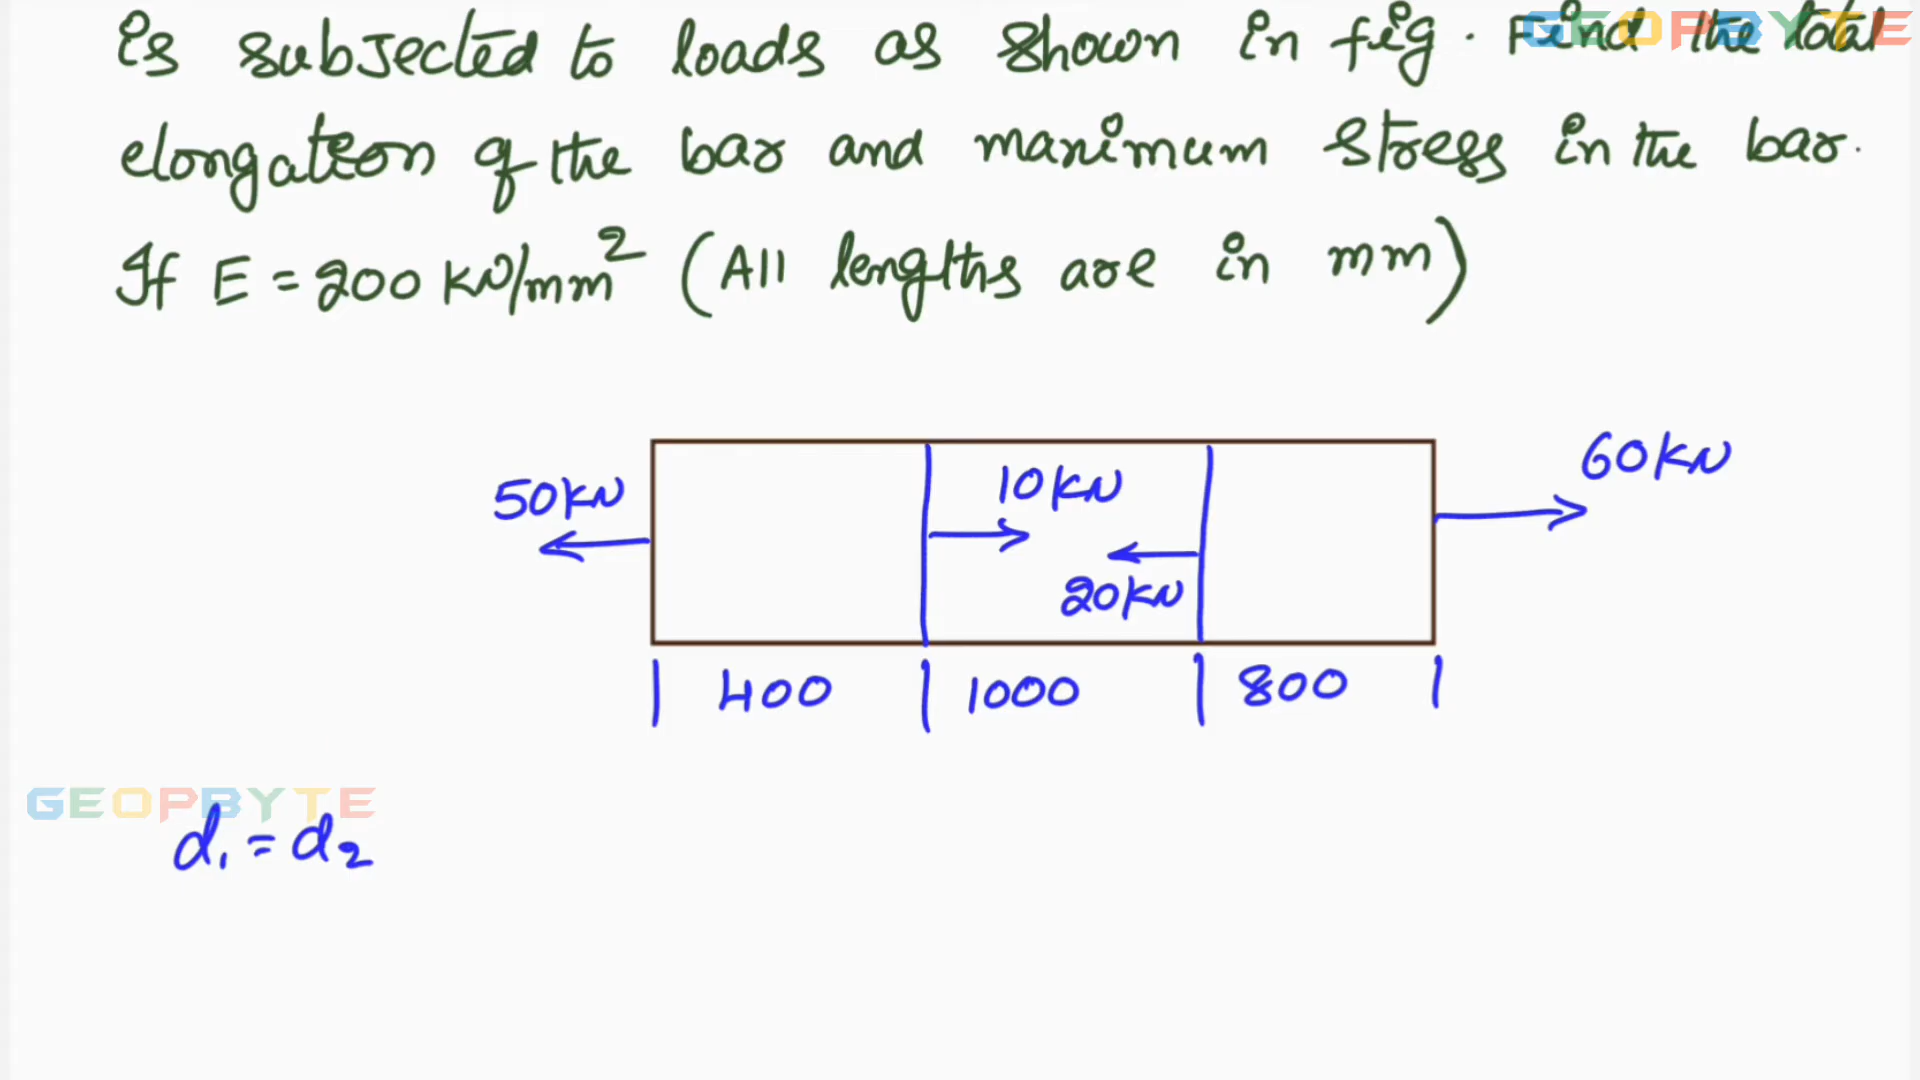 is subjected to loads as shown in fig. Find the total
GEOPBYTE
elongation of the bar and maximum stress in the bar.
If E = 200 kN/mm² (All lengths are in mm)
60kN
50kN
10kN
20kN
400 1000 800
GEOPBYTE
d₁ = d₂